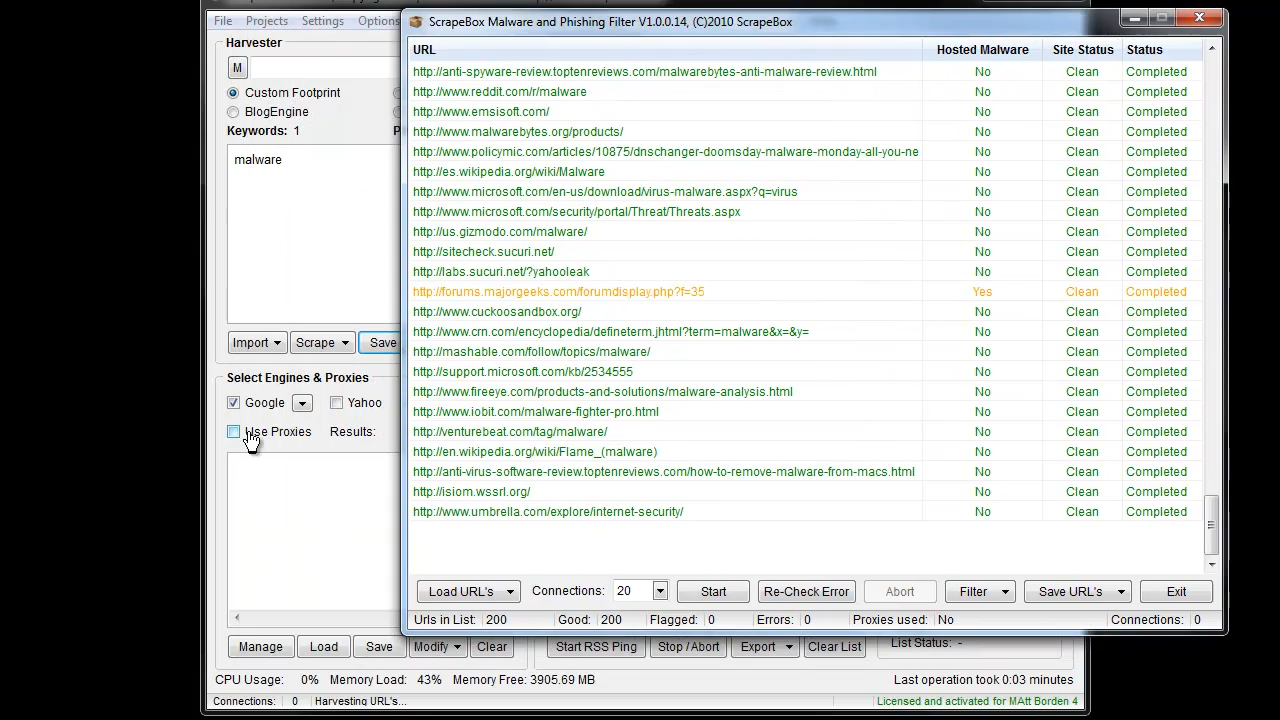 File Projects Settings Options
ScrapeBox Malware and Phishing Filter V1.0.0.14, (C)2010 ScrapeBox
Harvester
M
Custom Footprint
BlogEngine
Keywords: 1 P
malware
Import Scrape Save
Select Engines & Proxies
Google Yahoo
Use Proxies Results:
URL Hosted Malware Site Status Status
http://anti-spyware-review.toptenreviews.com/malwarebytes-anti-malware-review.html No Clean Completed
http://www.reddit.com/r/malware No Clean Completed
http://www.emsisoft.com/ No Clean Completed
http://www.malwarebytes.org/products/ No Clean Completed
http://www.policymic.com/articles/10875/dnschanger-doomsday-malware-monday-all-you-ne No Clean Completed
http://es.wikipedia.org/wiki/Malware No Clean Completed
http://www.microsoft.com/en-us/download/virus-malware.aspx?q=virus No Clean Completed
http://www.microsoft.com/security/portal/Threat/Threats.aspx No Clean Completed
http://us.gizmodo.com/malware/ No Clean Completed
http://sitecheck.sucuri.net/ No Clean Completed
http://labs.sucuri.net/?yahooleak No Clean Completed
http://forums.majorgeeks.com/forumdisplay.php?f=35 Yes Clean Completed
http://www.cuckoosandbox.org/ No Clean Completed
http://www.crn.com/encyclopedia/defineterm.jhtml?term=malware&x=&y= No Clean Completed
http://mashable.com/follow/topics/malware/ No Clean Completed
http://support.microsoft.com/kb/2534555 No Clean Completed
http://www.fireeye.com/products-and-solutions/malware-analysis.html No Clean Completed
http://www.iobit.com/malware-fighter-pro.html No Clean Completed
http://venturebeat.com/tag/malware/ No Clean Completed
http://en.wikipedia.org/wiki/Flame_(malware) No Clean Completed
http://anti-virus-software-review.toptenreviews.com/how-to-remove-malware-from-macs.html No Clean Completed
http://isiom.wssrl.org/ No Clean Completed
http://www.umbrella.com/explore/internet-security/ No Clean Completed
Load URL's Connections: 20 Start Re-Check Error Abort Filter Save URL's Exit
Urls in List: 200 Good: 200 Flagged: 0 Errors: 0 Proxies used: No Connections: 0
Manage Load Save Modify Clear Start RSS Ping Stop / Abort Export Clear List List Status: -
CPU Usage: 0% Memory Load: 43% Memory Free: 3905.69 MB Last operation took 0:03 minutes
Connections: 0 Harvesting URL's... Licensed and activated for MAtt Borden 4